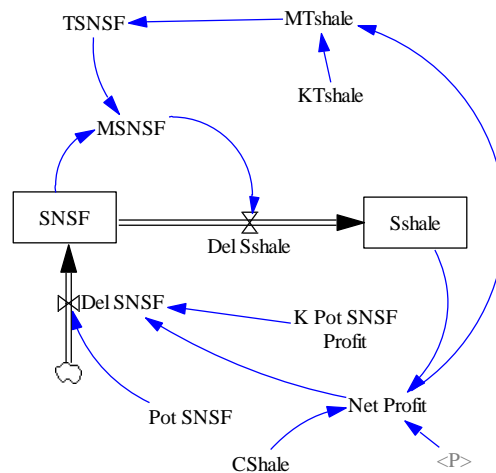 TSNSF
MTshale
KTshale
MSNSF
SNSF
Sshale
Del Sshale
Del SNSF
K Pot SNSF
Profit
Pot SNSF
Net Profit
CShale
<P>